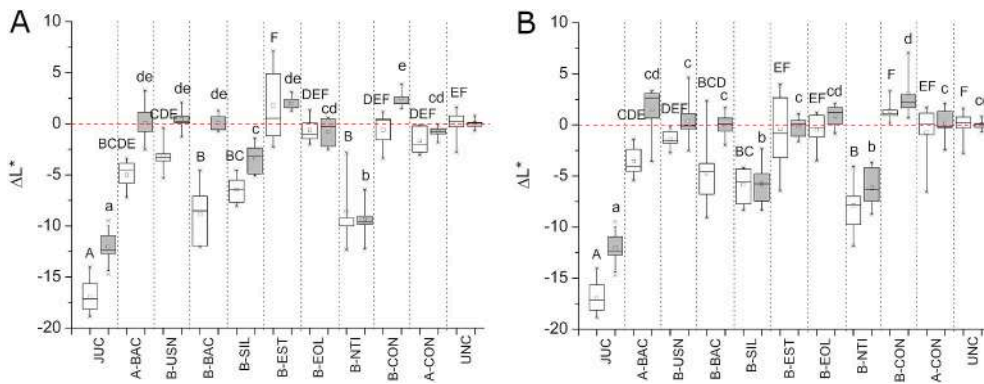 A
B
10
5
0
-5
-10
-15
-20
ΔL*
A
a
BCDE
de
CDE
de
B
de
BC
c
F
de
DEF
cd
B
b
DEF
e
DEF
cd
EF
JUC
A-BAC
B-USN
B-BAC
B-SIL
B-EST
B-EOL
B-NTI
B-CON
A-CON
UNC
10
5
0
-5
-10
-15
-20
ΔL*
A
a
CDE
cd
DEF
c
BCD
c
BC
b
EF
c
EF
cd
B
b
F
d
EF
c
F
JUC
A-BAC
B-USN
B-BAC
B-SIL
B-EST
B-EOL
B-NTI
B-CON
A-CON
UNC